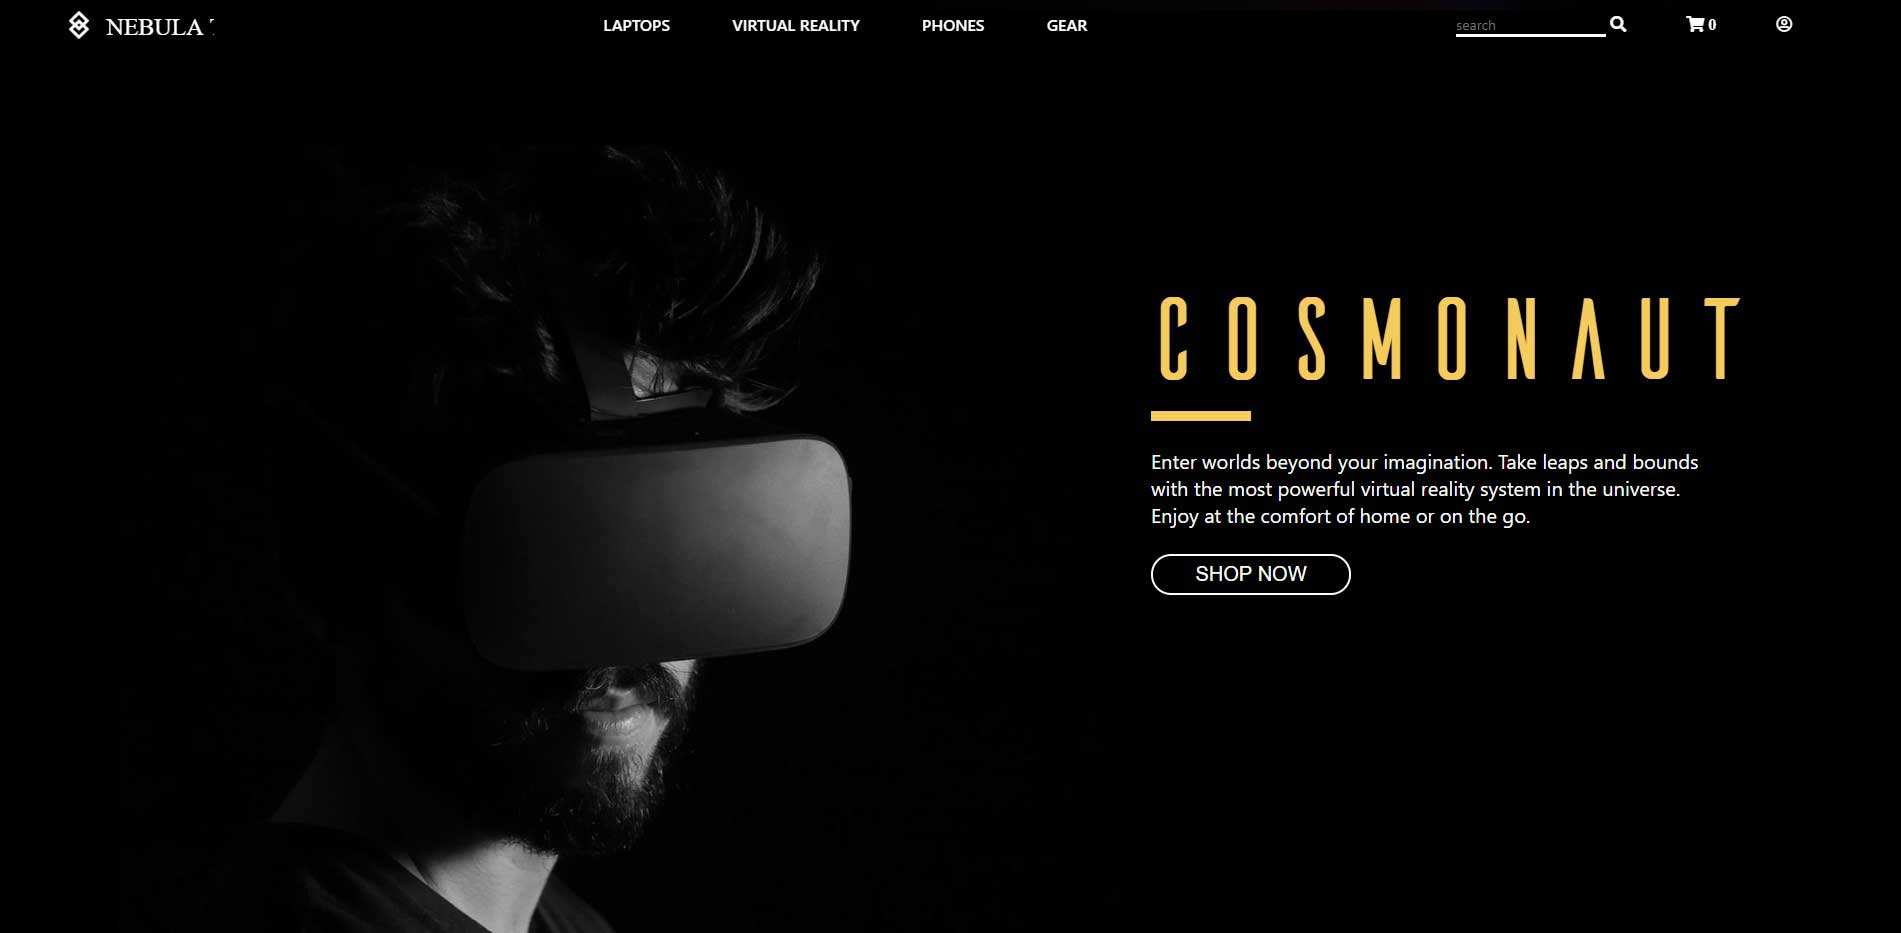 NEBULA
LAPTOPS
VIRTUAL REALITY
PHONES
GEAR
search
0
COSMONAUT
Enter worlds beyond your imagination. Take leaps and bounds
with the most powerful virtual reality system in the universe.
Enjoy at the comfort of home or on the go.
SHOP NOW